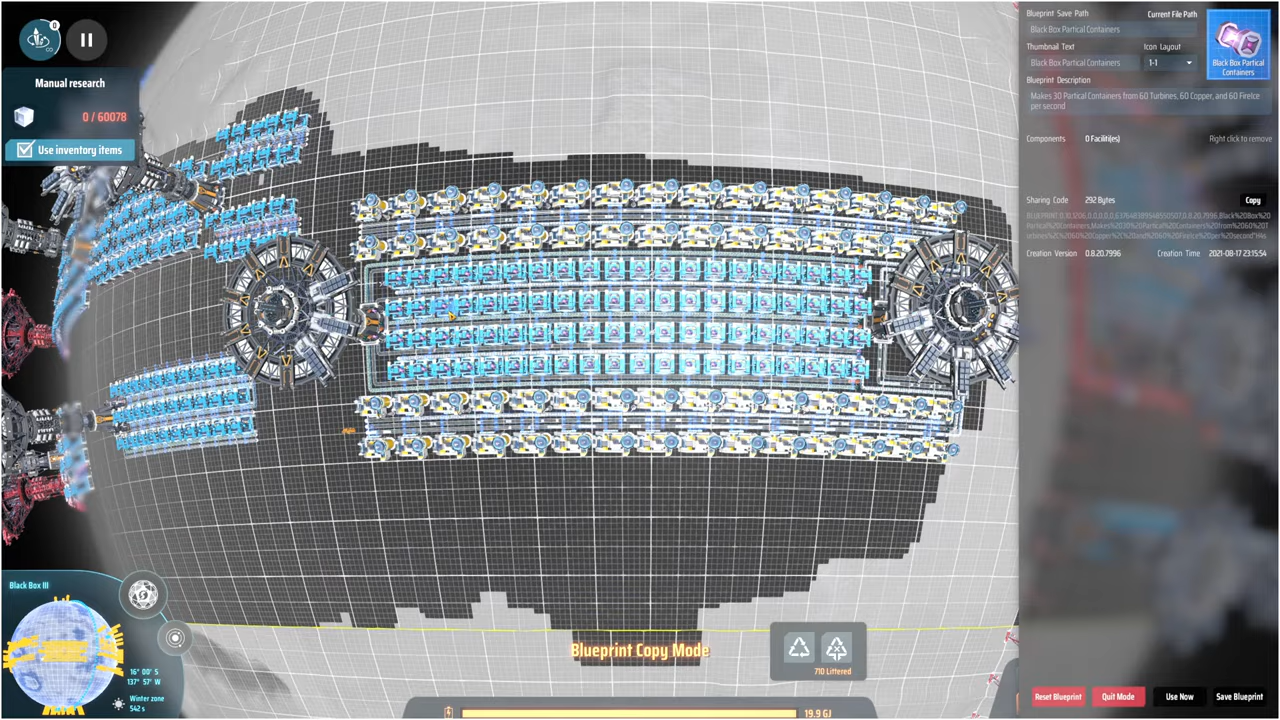 0
Manual research
0 / 60078
Use inventory items
Black Box III
16° 00′ S
137° 57′ W
Winter zone
542 s
Blueprint Copy Mode
710 Littered
19.9 GJ
Blueprint Save Path
Current File Path
Black Box Partical Containers
Thumbnail Text
Icon Layout
Black Box Partical Containers
1-1
Black Box Partical
Containers
Blueprint Description
Makes 30 Partical Containers from 60 Turbines, 60 Copper, and 60 FireIce
per second
Components
0 Facilit(ies)
Right click to remove
Sharing Code
292 Bytes
Copy
Creation Version
0.8.20.7996
Creation Time
2021-08-17 23:15:54
Reset Blueprint
Quit Mode
Use Now
Save Blueprint